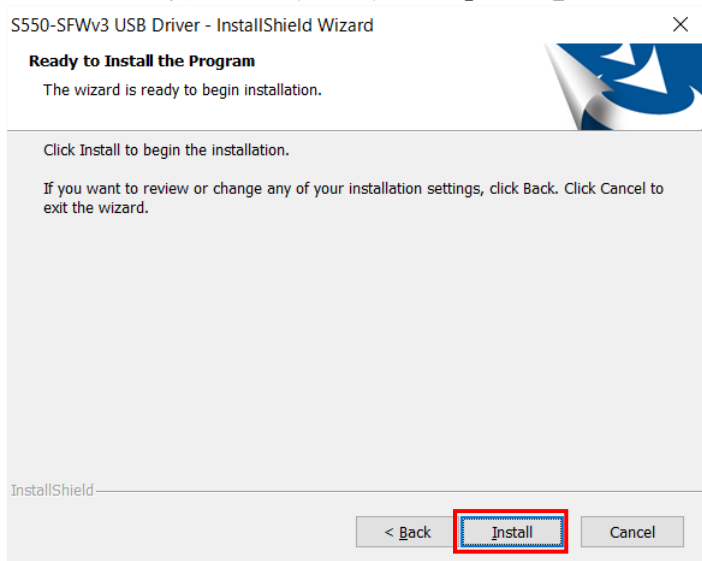 S550-SFWv3 USB Driver - InstallShield Wizard
Ready to Install the Program
The wizard is ready to begin installation.
Click Install to begin the installation.
If you want to review or change any of your installation settings, click Back. Click Cancel to
exit the wizard.
InstallShield
< Back Install Cancel